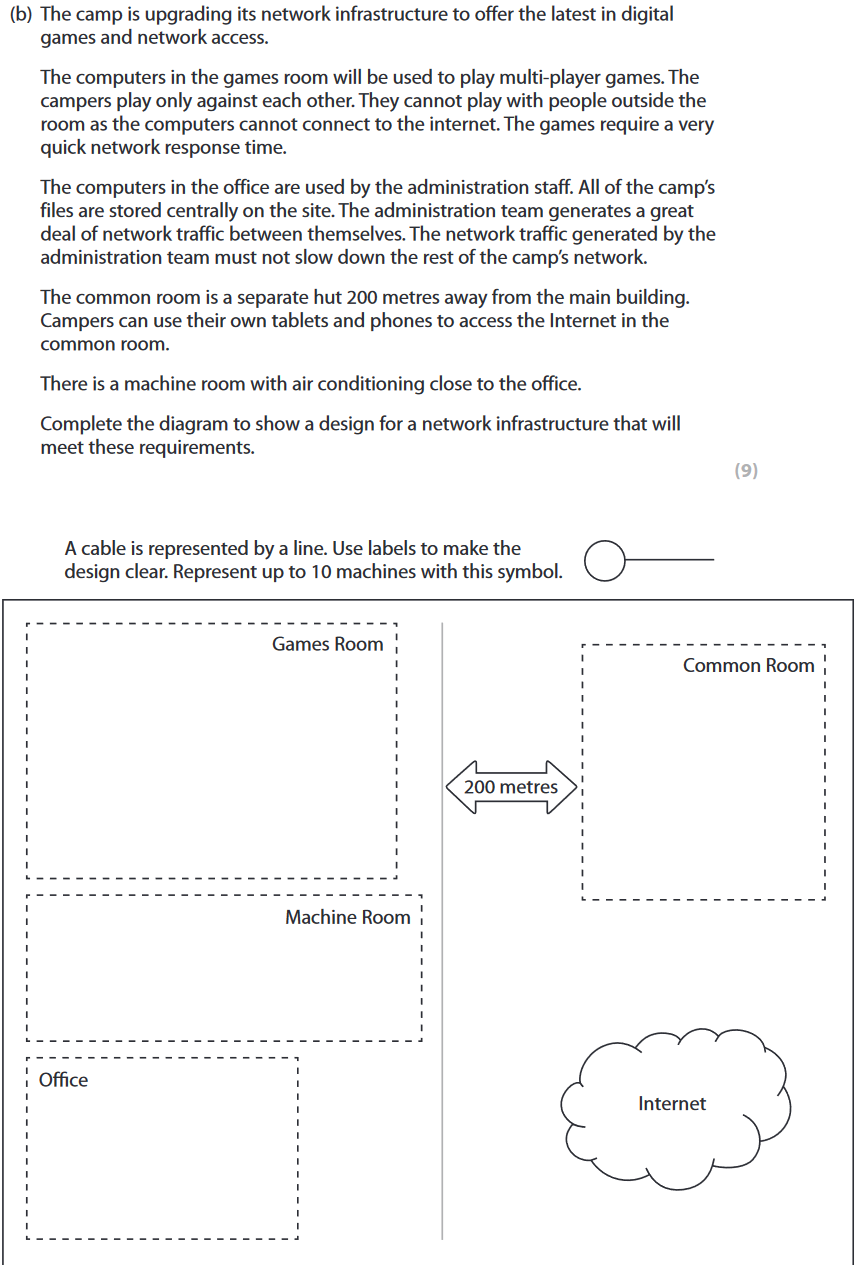 (b) The camp is upgrading its network infrastructure to offer the latest in digital
games and network access.
The computers in the games room will be used to play multi-player games. The
campers play only against each other. They cannot play with people outside the
room as the computers cannot connect to the internet. The games require a very
quick network response time.
The computers in the office are used by the administration staff. All of the camp's
files are stored centrally on the site. The administration team generates a great
deal of network traffic between themselves. The network traffic generated by the
administration team must not slow down the rest of the camp's network.
The common room is a separate hut 200 metres away from the main building.
Campers can use their own tablets and phones to access the Internet in the
common room.
There is a machine room with air conditioning close to the office.
Complete the diagram to show a design for a network infrastructure that will
meet these requirements.
(9)
A cable is represented by a line. Use labels to make the
design clear. Represent up to 10 machines with this symbol.
Games Room
Common Room
200 metres
Machine Room
Office
Internet